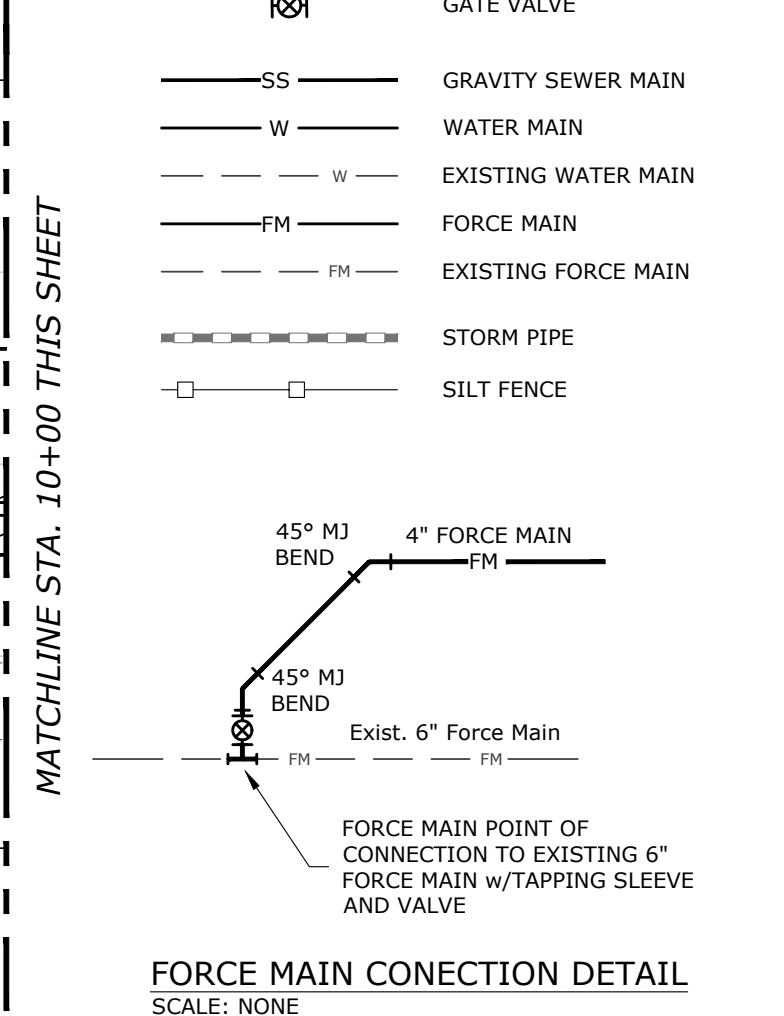 GATE VALVE
SS
GRAVITY SEWER MAIN
W
WATER MAIN
W
EXISTING WATER MAIN
FM
FORCE MAIN
FM
EXISTING FORCE MAIN
STORM PIPE
SILT FENCE
MATCHLINE STA. 10+00 THIS SHEET
45° MJ
BEND
4" FORCE MAIN
FM
45° MJ
BEND
Exist. 6" Force Main
FM
FM
FORCE MAIN POINT OF
CONNECTION TO EXISTING 6"
FORCE MAIN w/TAPPING SLEEVE
AND VALVE
FORCE MAIN CONECTION DETAIL
SCALE: NONE